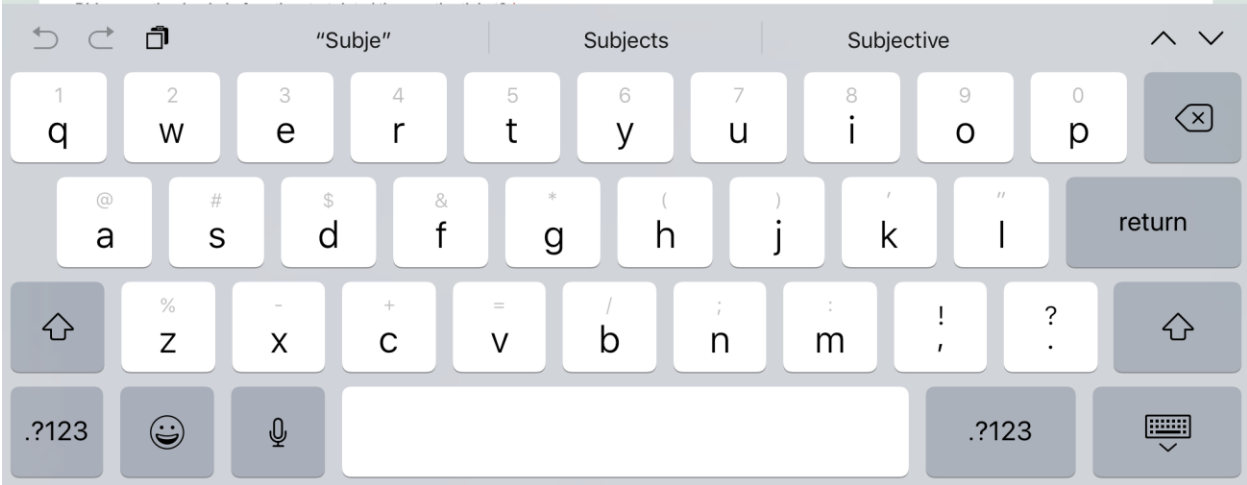 “Subje” Subjects Subjective
1 2 3 4 5 6 7 8 9 0
q w e r t y u i o p
@ # $ & * ( ) ' "
a s d f g h j k l return
% - + = / ; : ! ?
z x c v b n m , .
.?123 .?123